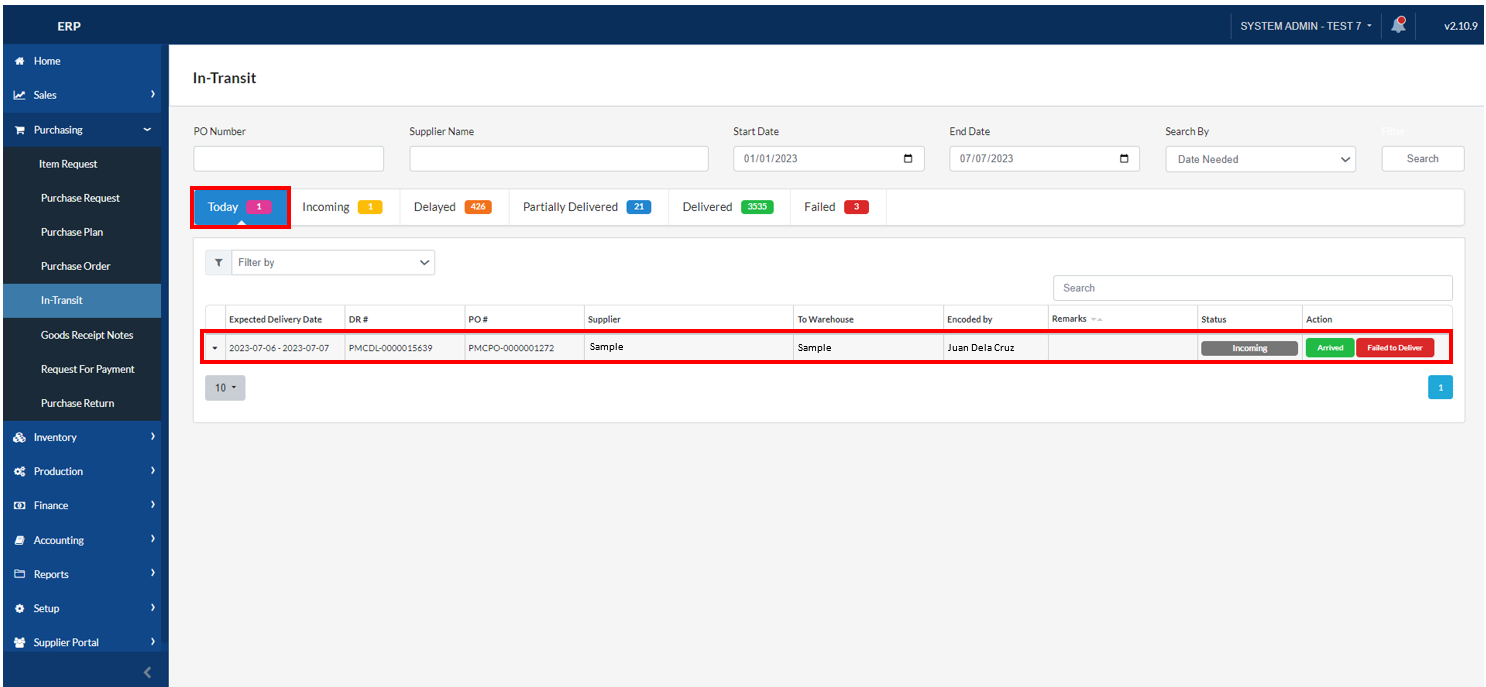 ERP
SYSTEM ADMIN - TEST 7
v2.10.9
Home
Sales
Purchasing
Item Request
Purchase Request
Purchase Plan
Purchase Order
In-Transit
Goods Receipt Notes
Request For Payment
Purchase Return
Inventory
Production
Finance
Accounting
Reports
Setup
Supplier Portal
In-Transit
PO Number Supplier Name Start Date End Date Search By Filter
01/01/2023 07/07/2023 Date Needed Search
Today 1 Incoming 1 Delayed 426 Partially Delivered 21 Delivered 3535 Failed 3
Filter by
Search
Expected Delivery Date DR # PO # Supplier To Warehouse Encoded by Remarks Status Action
2023-07-06 - 2023-07-07 PMCDL-0000015639 PMCPO-0000001272 Sample Sample Juan Dela Cruz Incoming Arrived Failed to Deliver
10
1